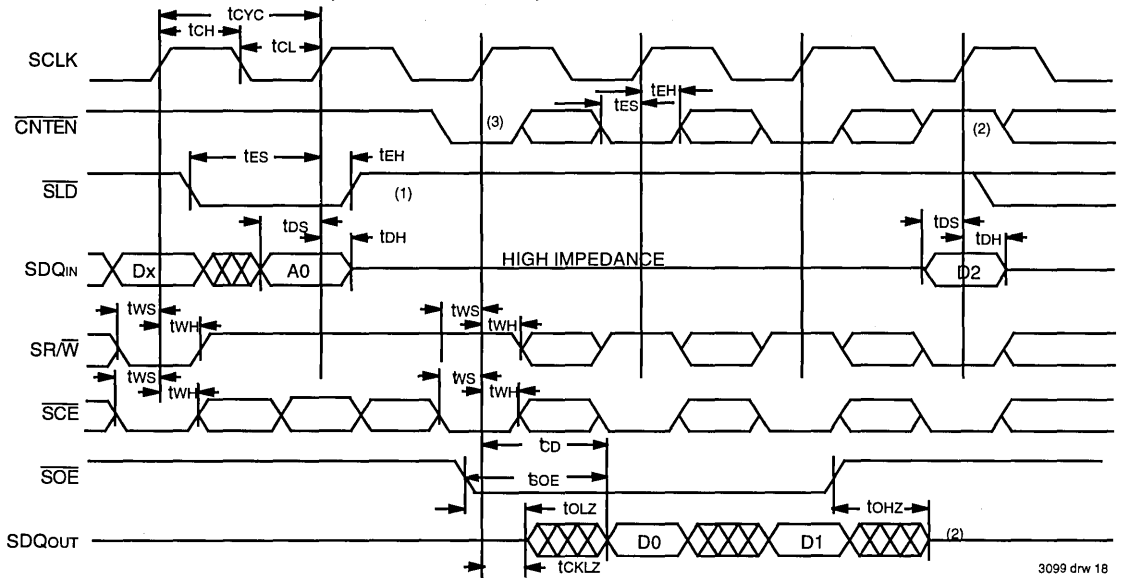 tCYC
tCH
tCL
SCLK
tEH
tES
CNTEN (3) (2)
tES tEH
SLD (1)
tDS tDH tDS tDH
SDQIN Dx A0 HIGH IMPEDANCE D2
tWS tWH tWS tWH
SR/W
tWS tWH tWS tWH
SCE
tCD
SOE tSOE
tOLZ tOHZ
SDQOUT D0 D1 (2)
tCKLZ
3099 drw 18